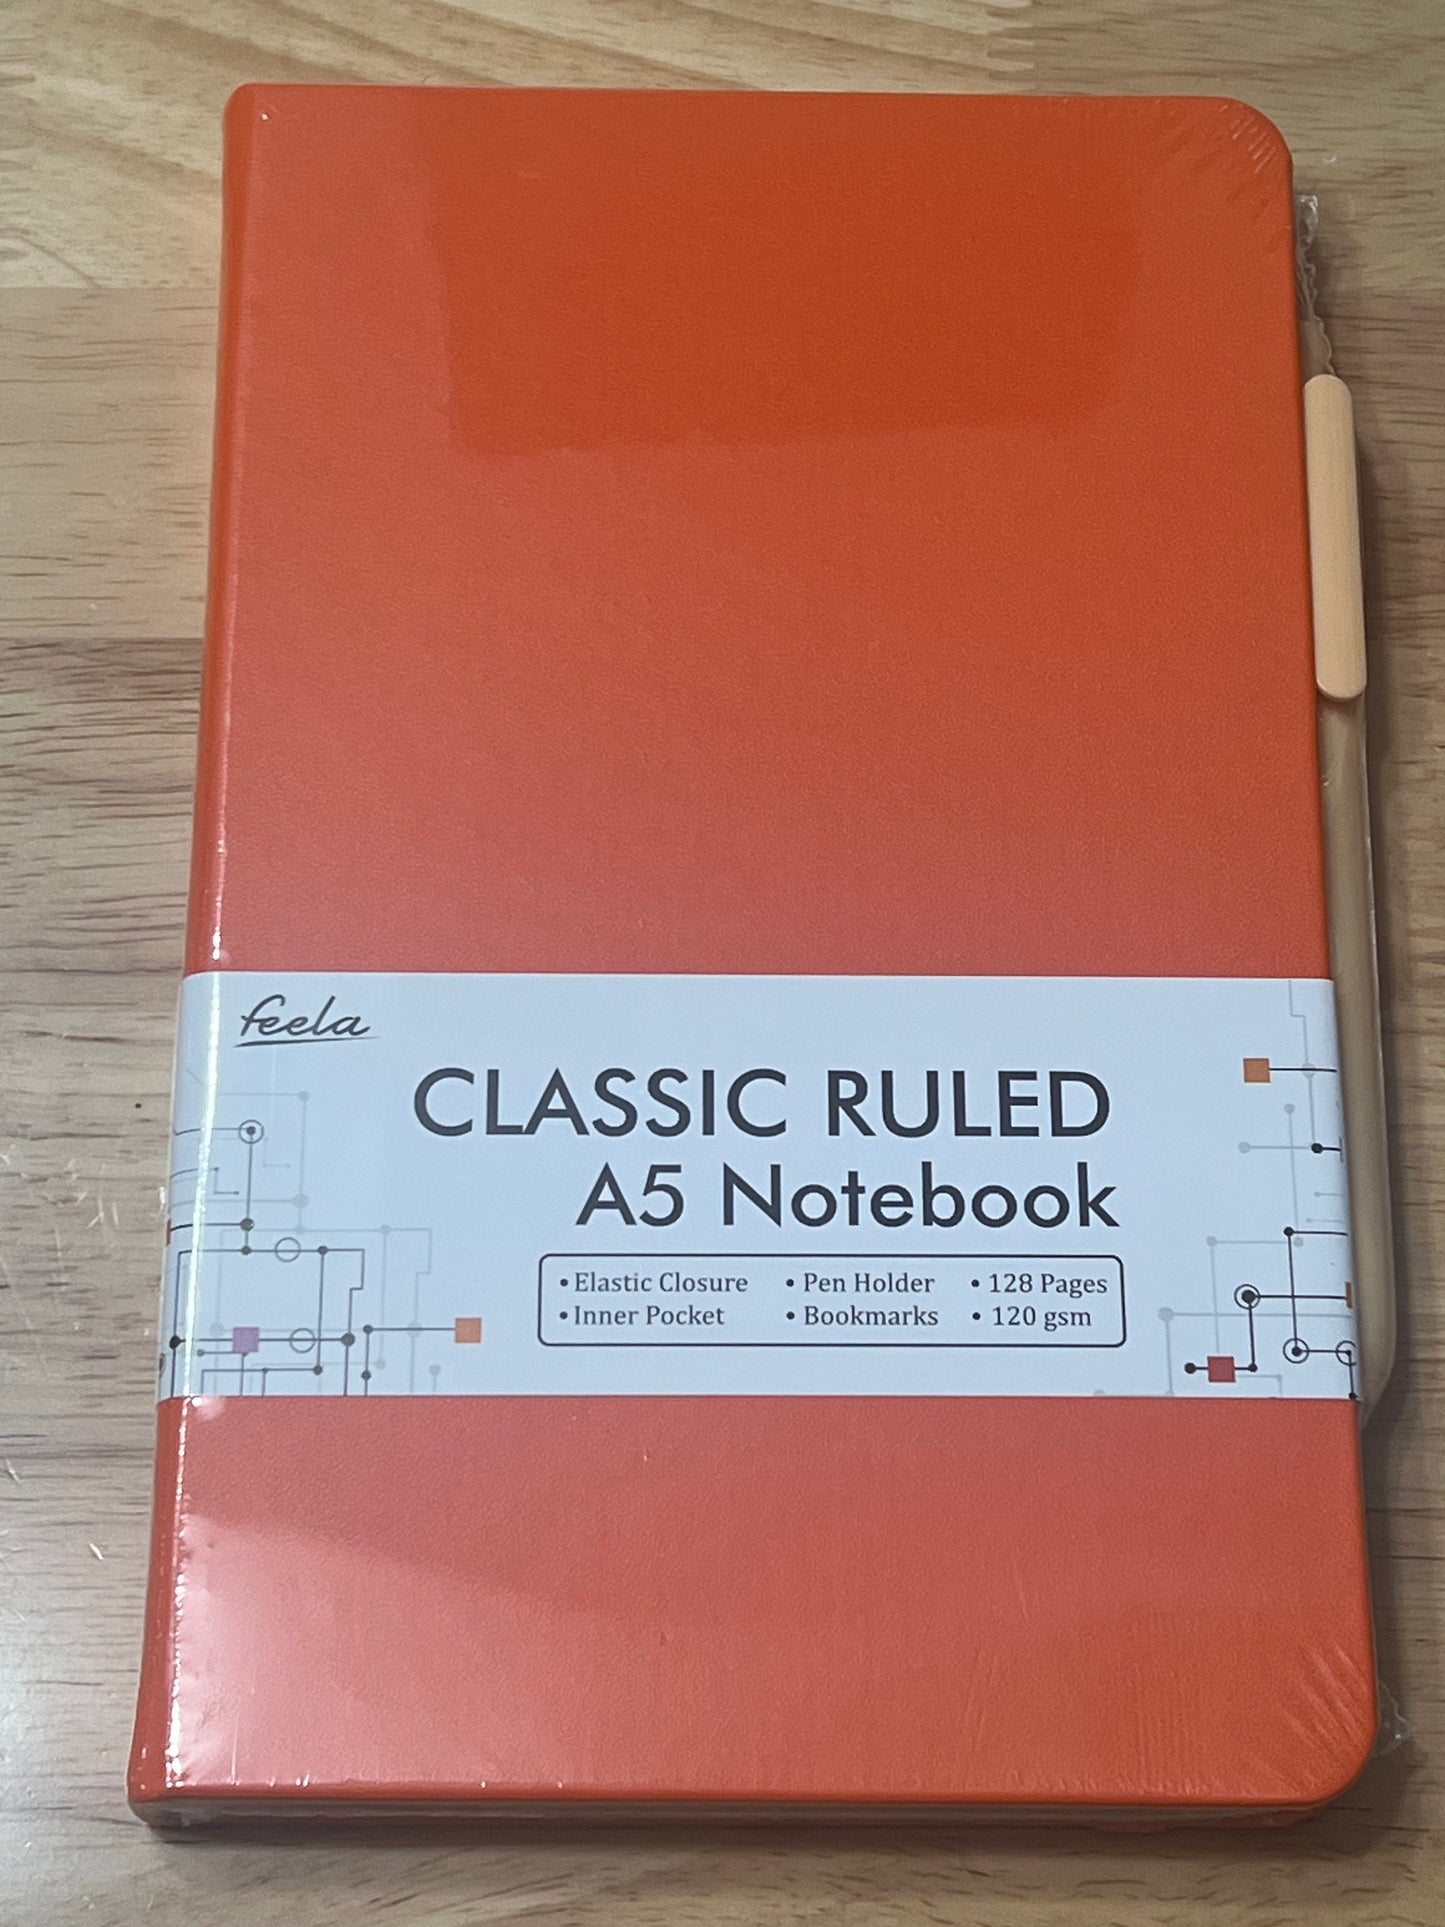 feela
CLASSIC RULED
A5 Notebook
• Elastic Closure • Pen Holder • 128 Pages
• Inner Pocket • Bookmarks • 120 gsm